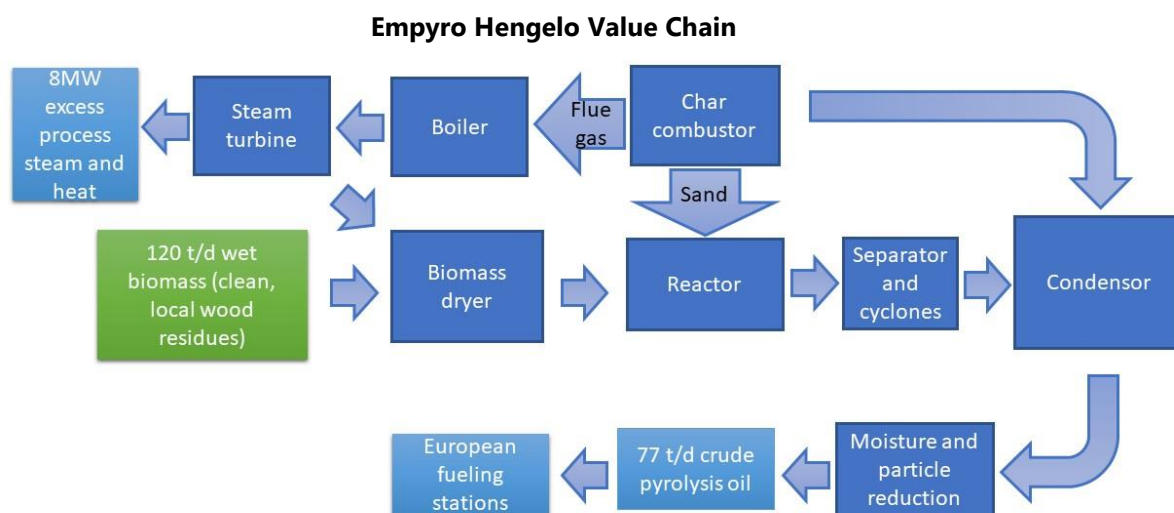 Empyro Hengelo Value Chain
8MW
excess
process
steam and
heat
Steam
turbine
Boiler
Flue
gas
Char
combustor
Sand
120 t/d wet
biomass (clean,
local wood
residues)
Biomass
dryer
Reactor
Separator
and
cyclones
Condensor
European
fueling
stations
77 t/d crude
pyrolysis oil
Moisture and
particle
reduction